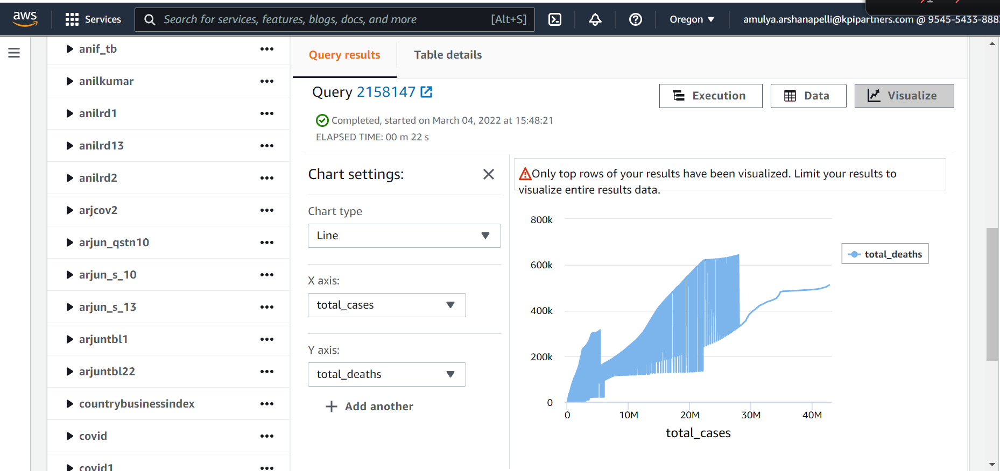 aws
Services
Search for services, features, blogs, docs, and more
[Alt+S]
Oregon
amulya.arshanapelli@kpipartners.com @ 9545-5433-888
anif_tb
anilkumar
anilrd1
anilrd13
anilrd2
arjcov2
arjun_qstn10
arjun_s_10
arjun_s_13
arjuntbl1
arjuntbl22
countrybusinessindex
covid
covid1
Query results
Table details
Query 2158147
Execution
Data
Visualize
Completed, started on March 04, 2022 at 15:48:21
ELAPSED TIME: 00 m 22 s
Chart settings:
Chart type
Line
X axis:
total_cases
Y axis:
total_deaths
Add another
Only top rows of your results have been visualized. Limit your results to
visualize entire results data.
800k
600k
400k
200k
0
0
10M
20M
30M
40M
total_cases
total_deaths